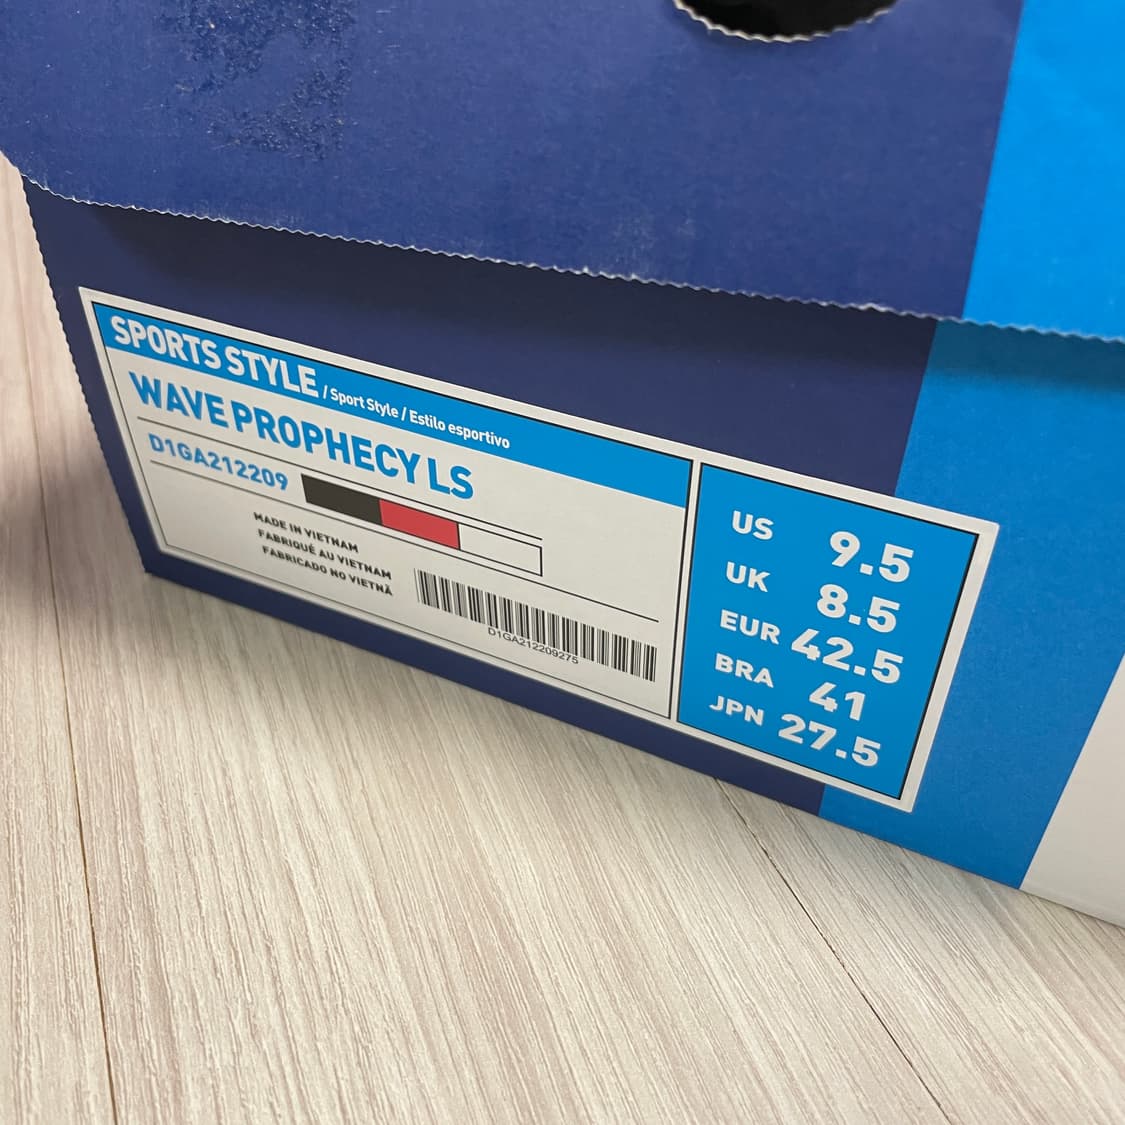 SPORTS STYLE / Sport Style / Estilo esportivo
WAVE PROPHECY LS
D1GA212209
MADE IN VIETNAM
FABRIQUÉ AU VIETNAM
FABRICADO NO VIETNÃ
D1GA212209275
US 9.5
UK 8.5
EUR 42.5
BRA 41
JPN 27.5